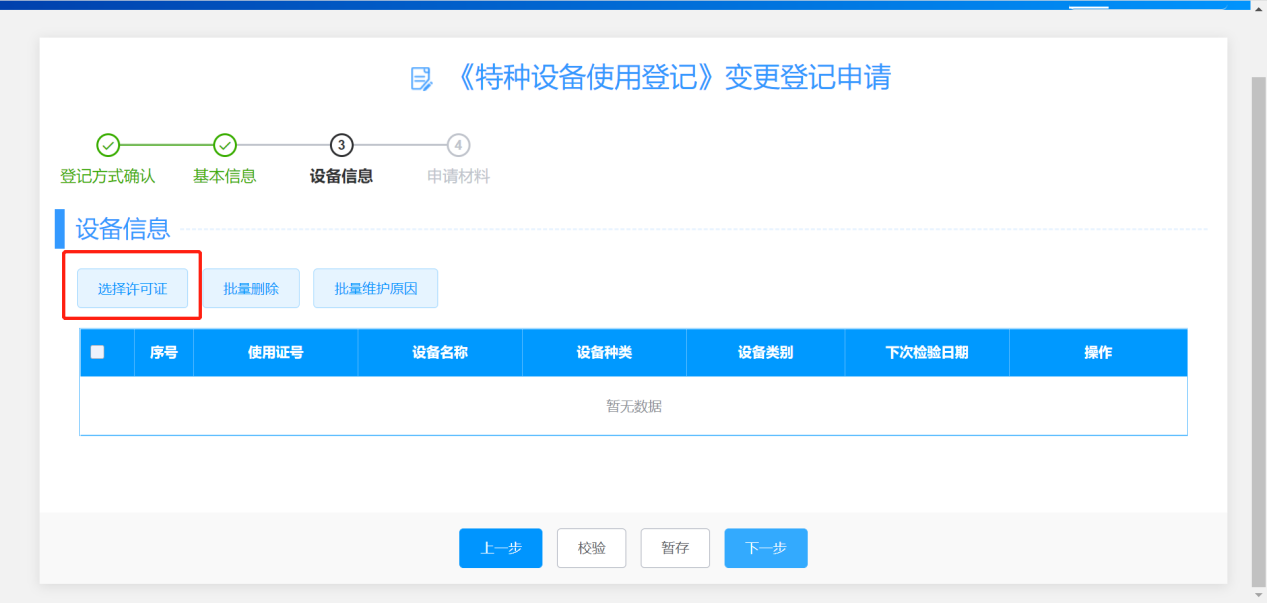 《特种设备使用登记》变更登记申请
3 4
登记方式确认 基本信息 设备信息 申请材料
设备信息
选择许可证 批量删除 批量维护原因
序号 使用证号 设备名称 设备种类 设备类别 下次检验日期 操作
暂无数据
上一步 校验 暂存 下一步